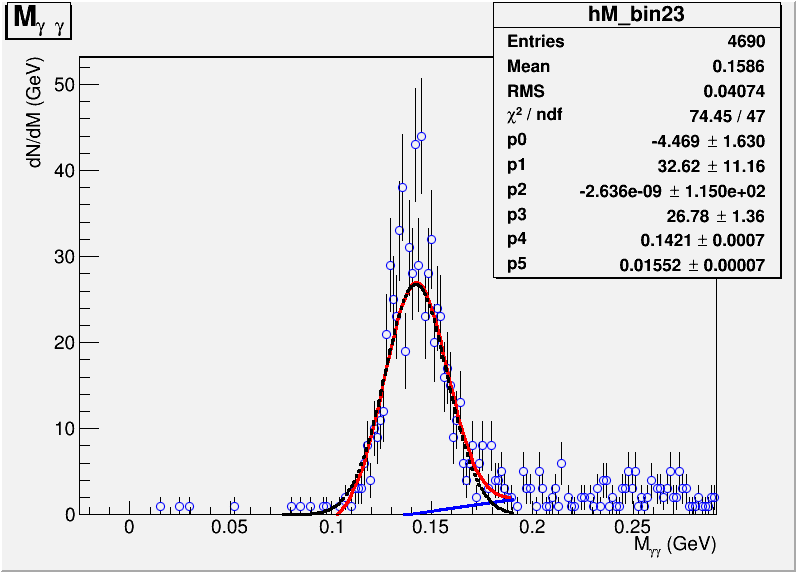 M γ γ
hM_bin23
Entries 4690
Mean 0.1586
RMS 0.04074
χ² / ndf 74.45 / 47
p0 -4.469 ± 1.630
p1 32.62 ± 11.16
p2 -2.636e-09 ± 1.150e+02
p3 26.78 ± 1.36
p4 0.1421 ± 0.0007
p5 0.01552 ± 0.00007
dN/dM (GeV)
50
40
30
20
10
0
0 0.05 0.1 0.15 0.2 0.25
M γγ (GeV)